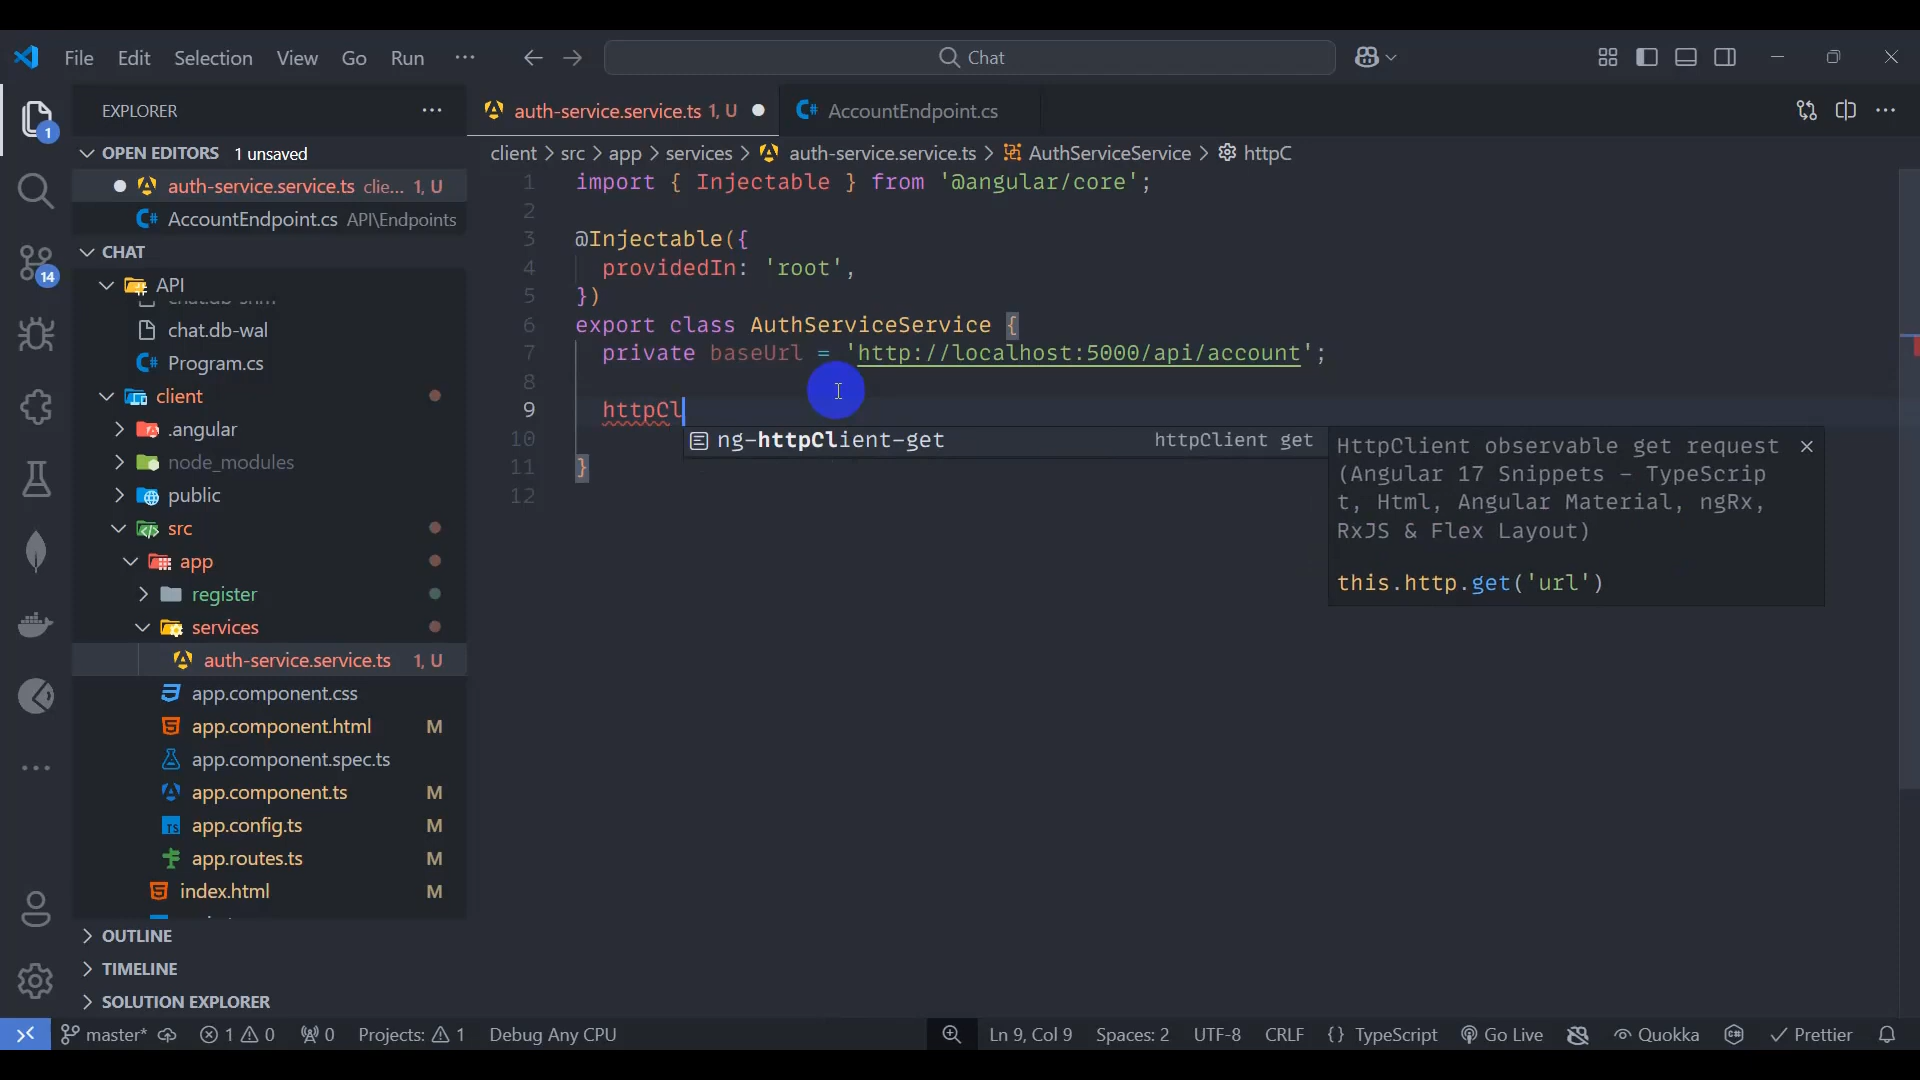 File Edit Selection View Go Run ··· Chat
EXPLORER ···
auth-service.service.ts 1, U AccountEndpoint.cs ···
OPEN EDITORS 1 unsaved
client > src > app > services > auth-service.service.ts > AuthServiceService > httpC
auth-service.service.ts clie... 1, U
AccountEndpoint.cs API\Endpoints
CHAT
API
chat.db-shm
chat.db-wal
Program.cs
client
.angular
node_modules
public
src
app
register
services
auth-service.service.ts 1, U
app.component.css
app.component.html M
app.component.spec.ts
app.component.ts M
app.config.ts M
app.routes.ts M
index.html M
OUTLINE
TIMELINE
SOLUTION EXPLORER
1 import { Injectable } from '@angular/core';
2
3 @Injectable({
4 providedIn: 'root',
5 })
6 export class AuthServiceService {
7 private baseUrl = 'http://localhost:5000/api/account';
8
9 httpCl
10
11 }
12
ng-httpClient-get httpClient get
HttpClient observable get request
(Angular 17 Snippets - TypeScrip
t, Html, Angular Material, ngRx,
RxJS & Flex Layout)
this.http.get('url')
1
14
master* 1 0 0 Projects: 1 Debug Any CPU Ln 9, Col 9 Spaces: 2 UTF-8 CRLF {} TypeScript Go Live Quokka Prettier